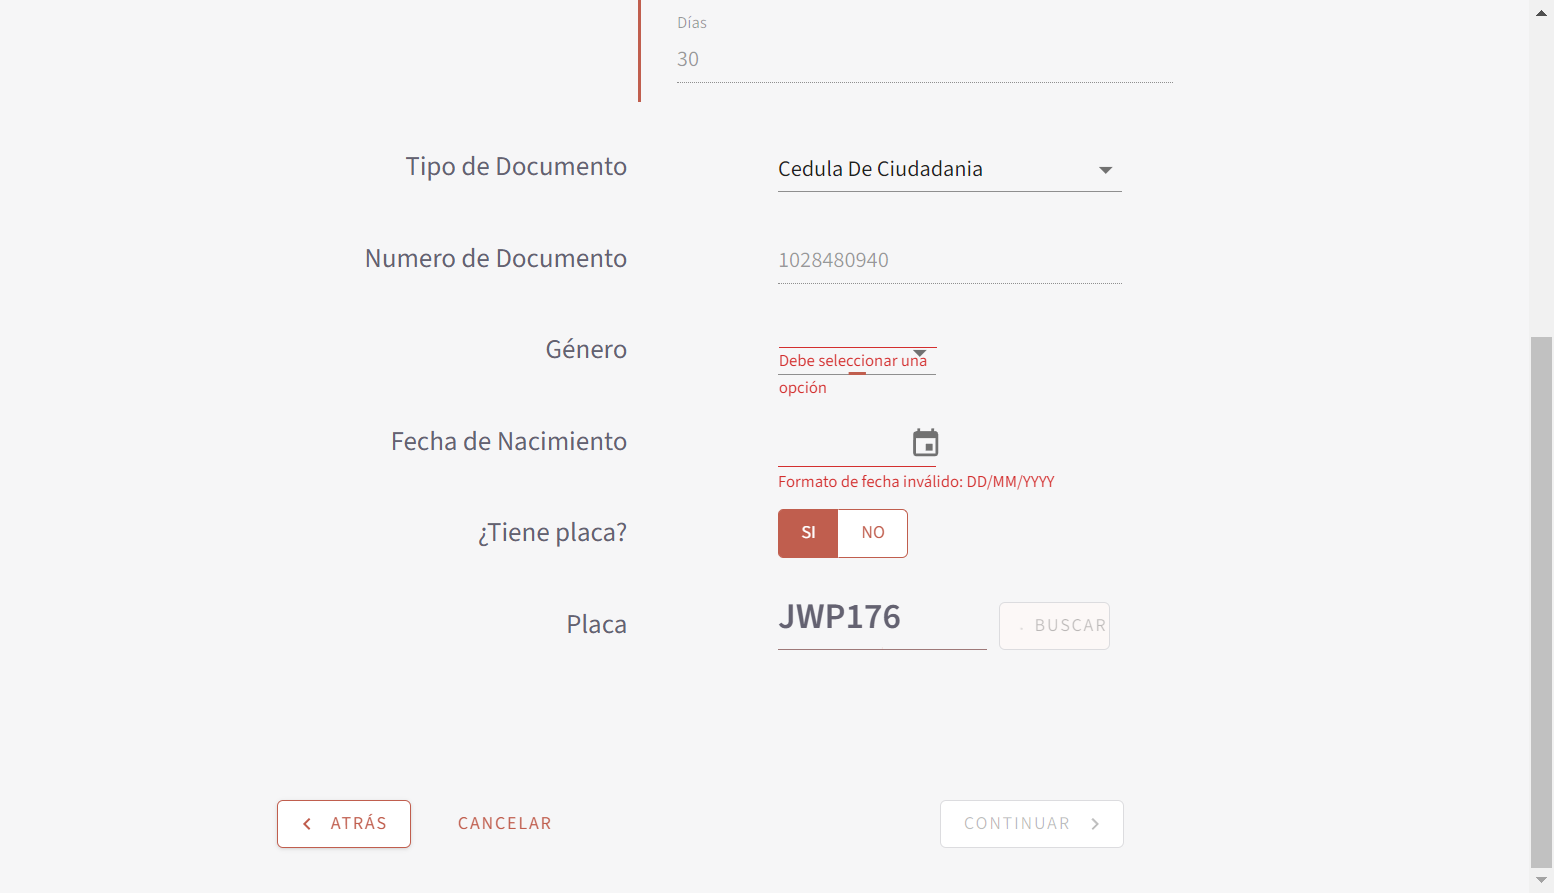 Días
30
Tipo de Documento
Cedula De Ciudadania
Numero de Documento
1028480940
Género
Debe seleccionar una
opción
Fecha de Nacimiento
Formato de fecha inválido: DD/MM/YYYY
¿Tiene placa?
SI
NO
Placa
JWP176
BUSCAR
ATRÁS
CANCELAR
CONTINUAR